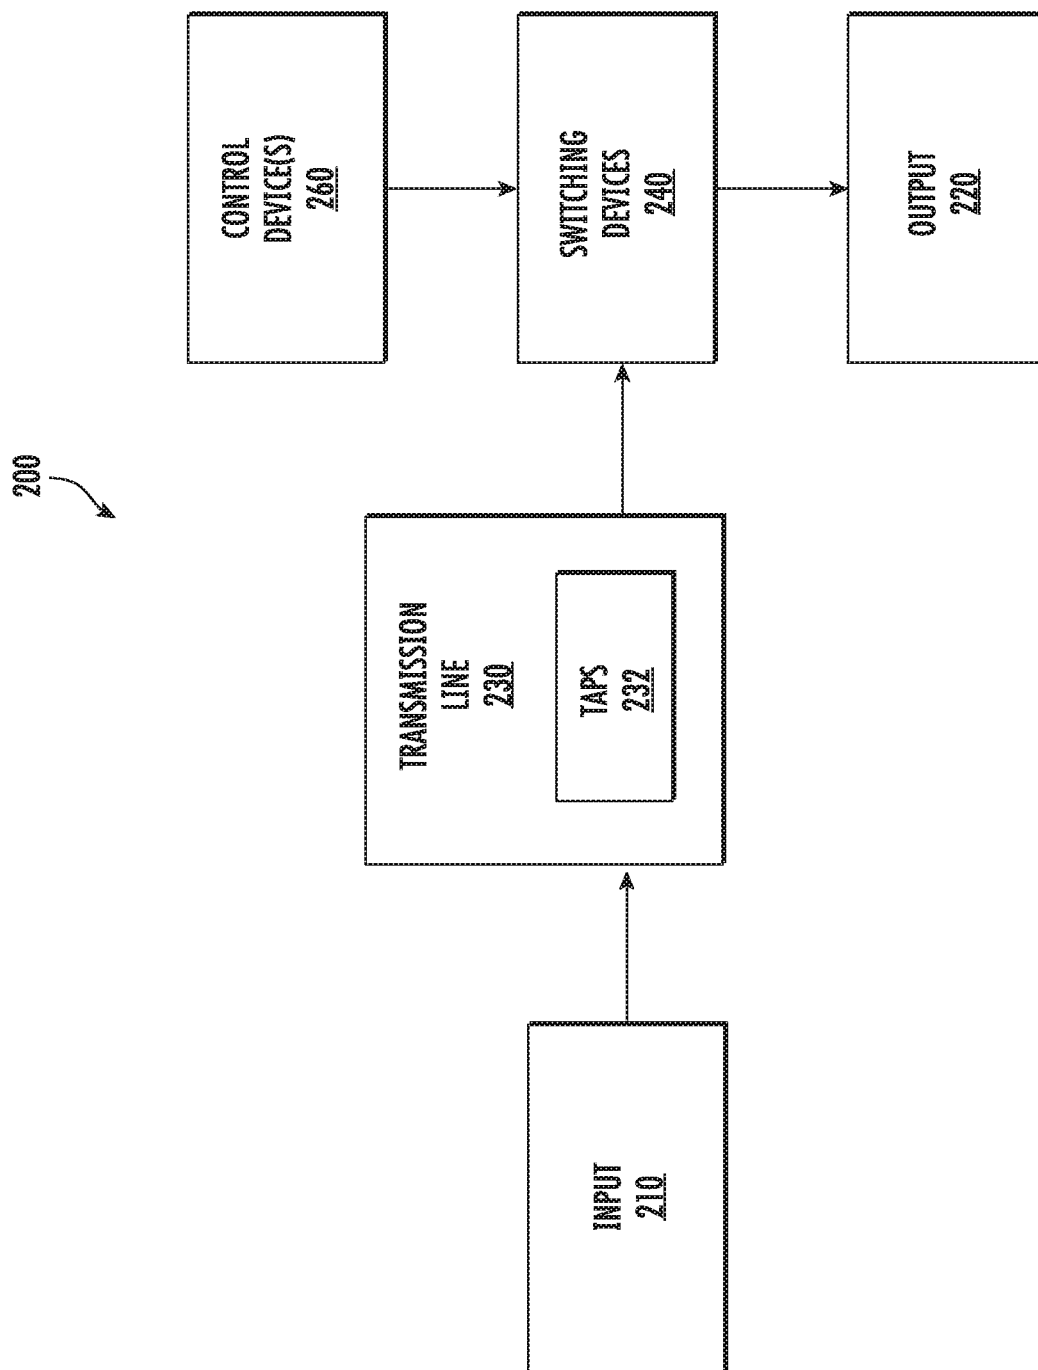 200
INPUT
210
TRANSMISSION
LINE
230
TAPS
232
CONTROL
DEVICE(S)
260
SWITCHING
DEVICES
240
OUTPUT
220